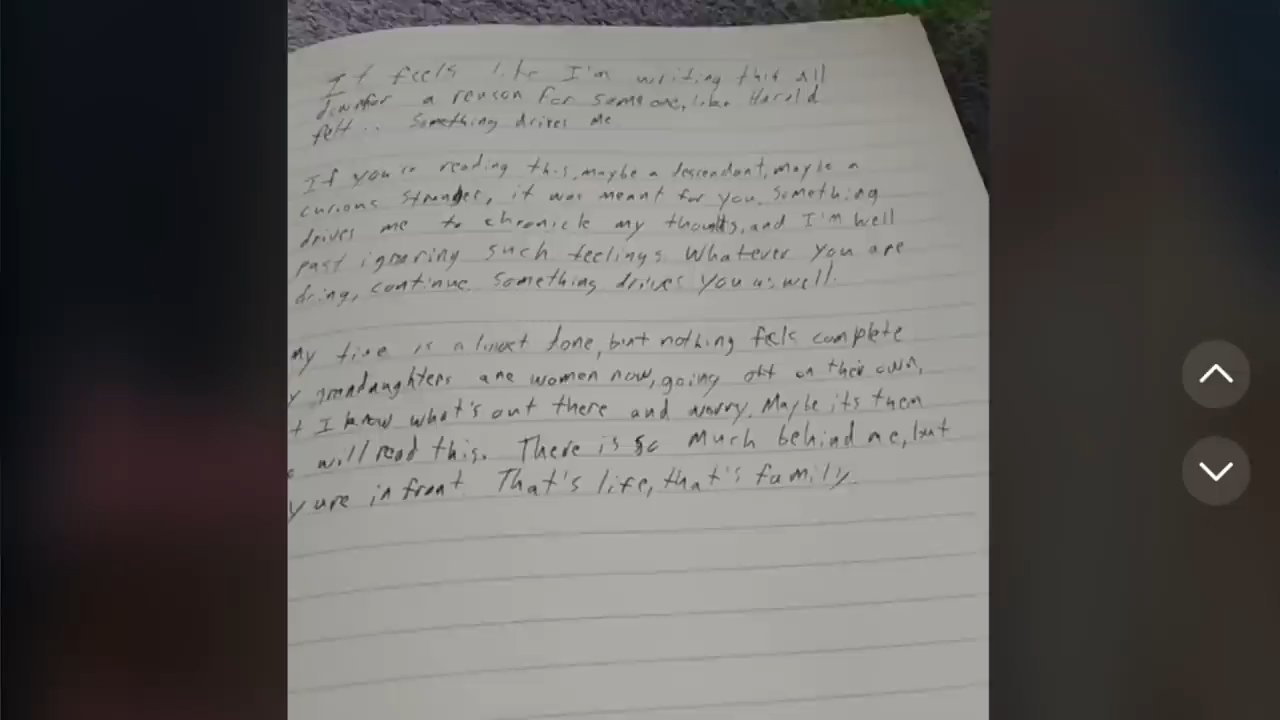 It feels like I'm writing this all
down for a reason for someone, like Harold
felt... Something drives me
If you're reading this, maybe a descendant, maybe a
curious stranger, it was meant for you. Something
drives me to chronicle my thoughts, and I'm well
past ignoring such feelings. Whatever you are
doing, continue. Something drives you as well.
my time is almost done, but nothing feels complete
y grandaughters are women now, going off on their own,
t I know what's out there and worry. Maybe its them
will read this. There is so much behind me, but
y are in front. That's life, that's family.